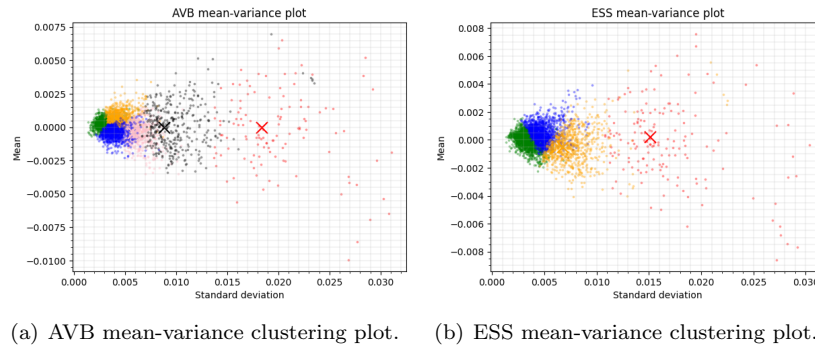 AVB mean-variance plot
0.0075
0.0050
0.0025
0.0000
−0.0025
−0.0050
−0.0075
−0.0100
Mean
0.000 0.005 0.010 0.015 0.020 0.025 0.030
Standard deviation
ESS mean-variance plot
0.008
0.006
0.004
0.002
0.000
−0.002
−0.004
−0.006
−0.008
Mean
0.000 0.005 0.010 0.015 0.020 0.025 0.030
Standard deviation
(a) AVB mean-variance clustering plot.
(b) ESS mean-variance clustering plot.